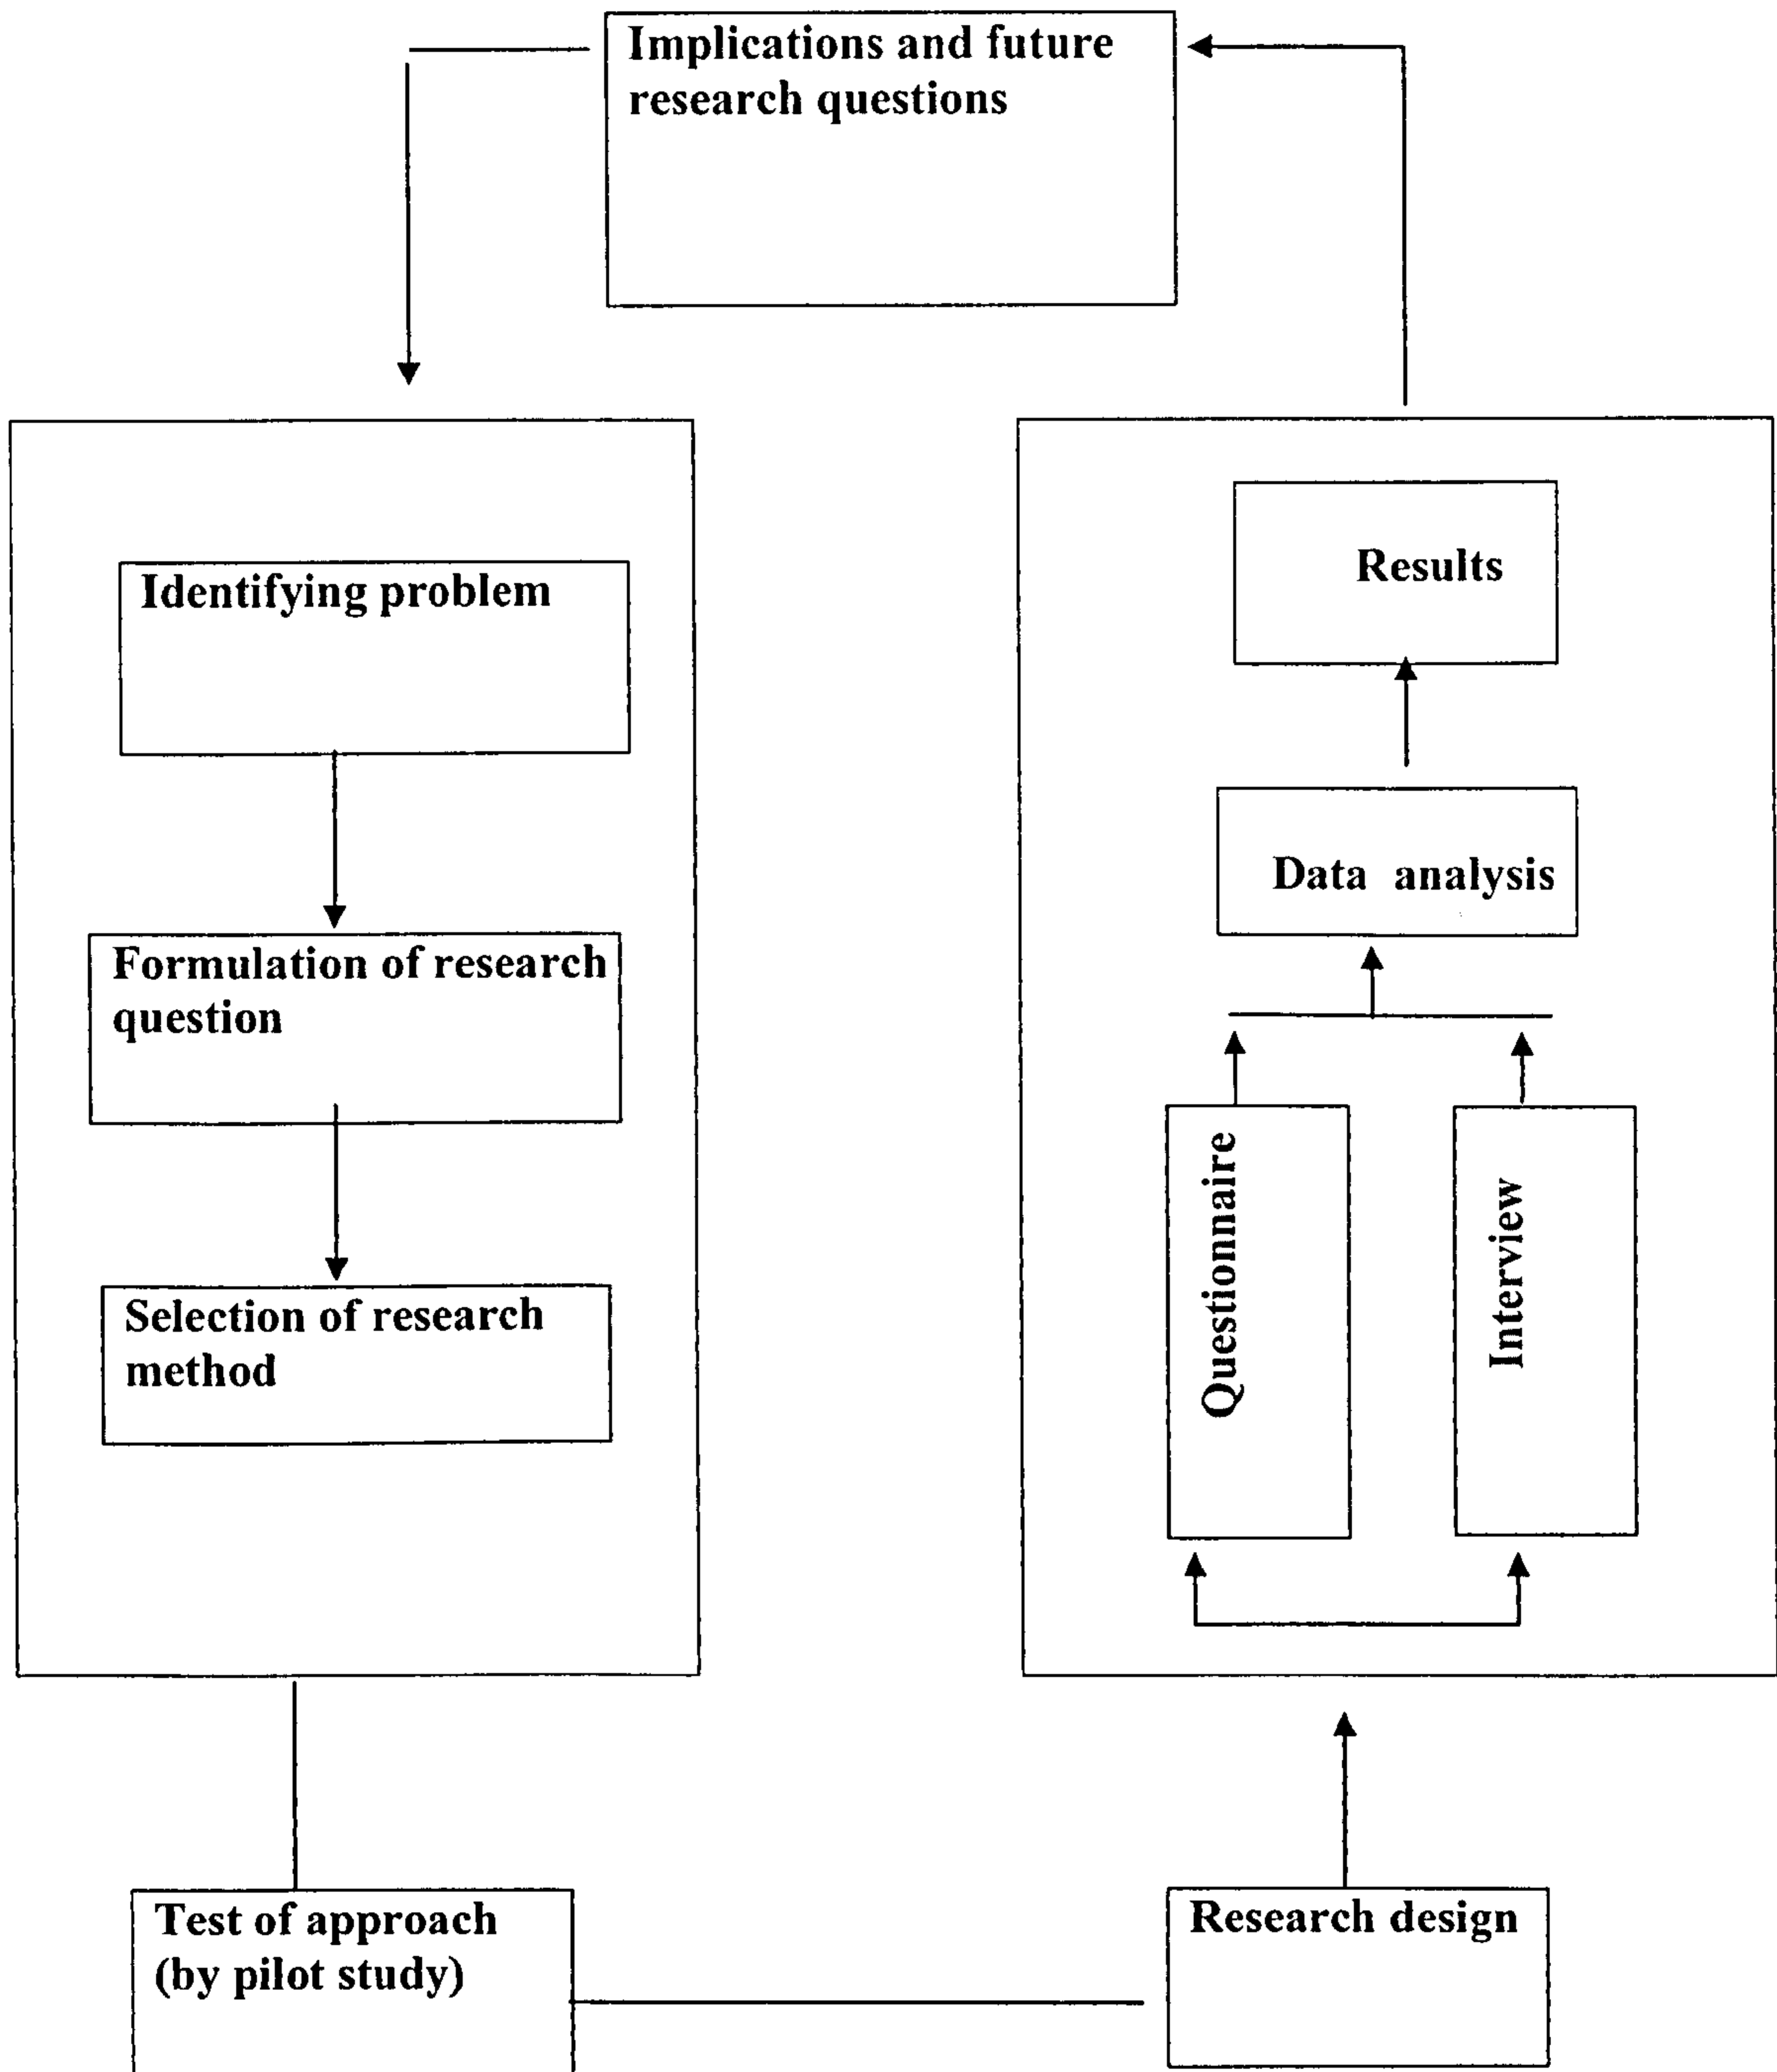 Implications and future
research questions
Identifying problem
Formulation of research
question
Selection of research
method
Test of approach
(by pilot study)
Research design
Questionnaire
Interview
Data analysis
Results